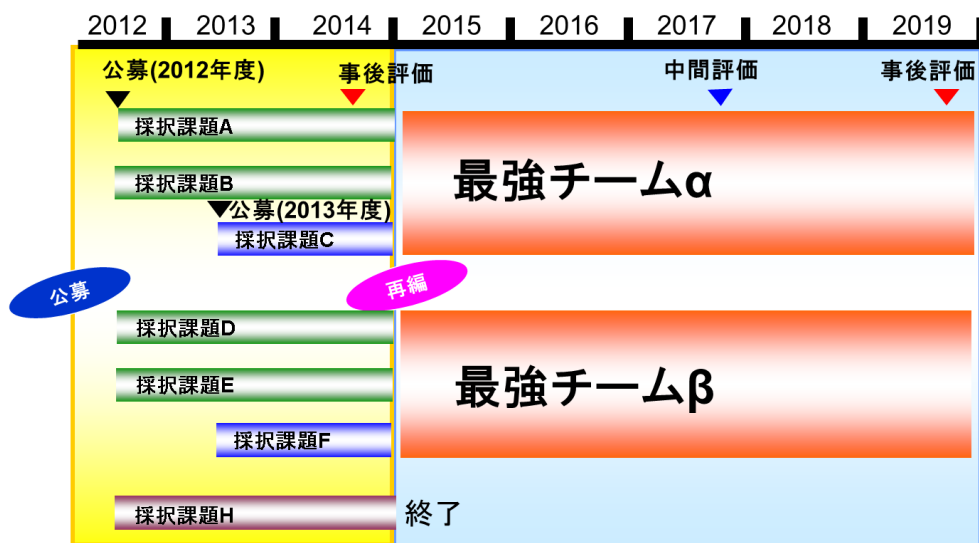 2012 2013 2014 2015 2016 2017 2018 2019
公募(2012年度) 事後評価 中間評価 事後評価
採択課題A
最強チームα
採択課題B
公募(2013年度)
採択課題C
公募
再編
採択課題D
最強チームβ
採択課題E
採択課題F
採択課題H 終了